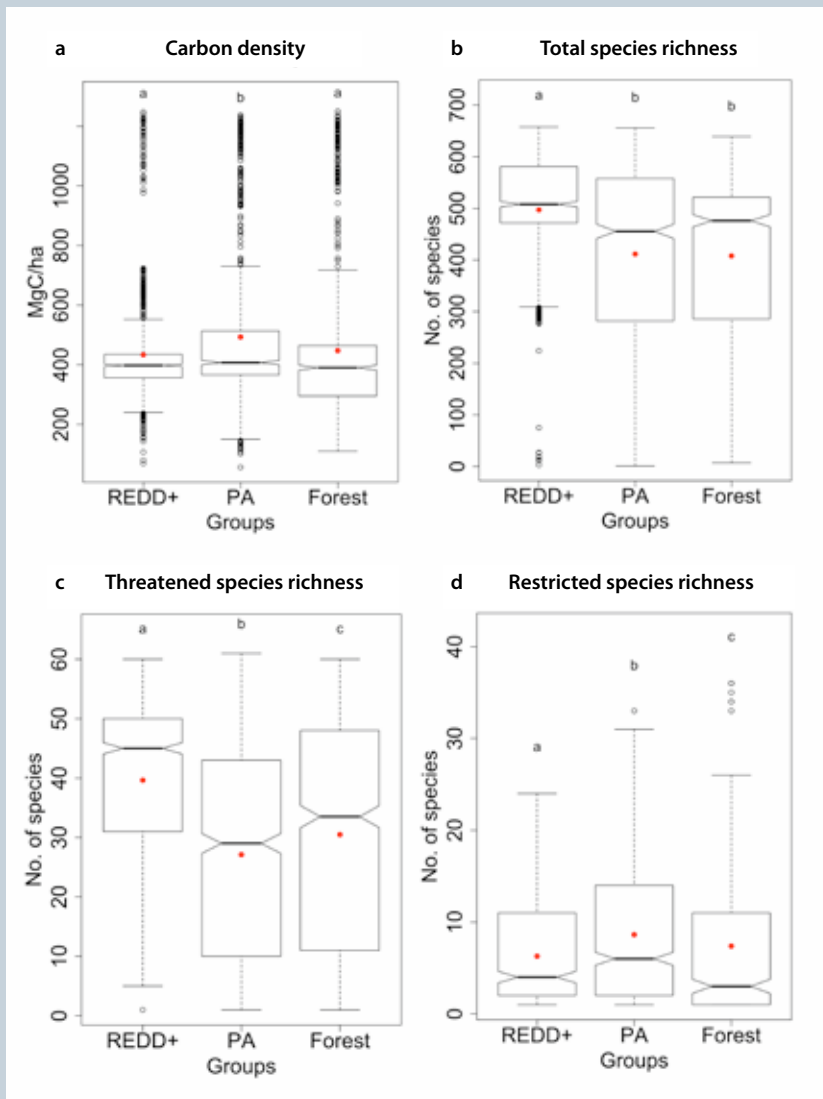 a Carbon density
a b a
MgC/ha
1000
800
600
400
200
REDD+ PA Forest
Groups
b Total species richness
a b b
No. of species
700
600
500
400
300
200
100
0
REDD+ PA Forest
Groups
c Threatened species richness
a b c
No. of species
60
50
40
30
20
10
0
REDD+ PA Forest
Groups
d Restricted species richness
a b c
No. of species
40
30
20
10
0
REDD+ PA Forest
Groups